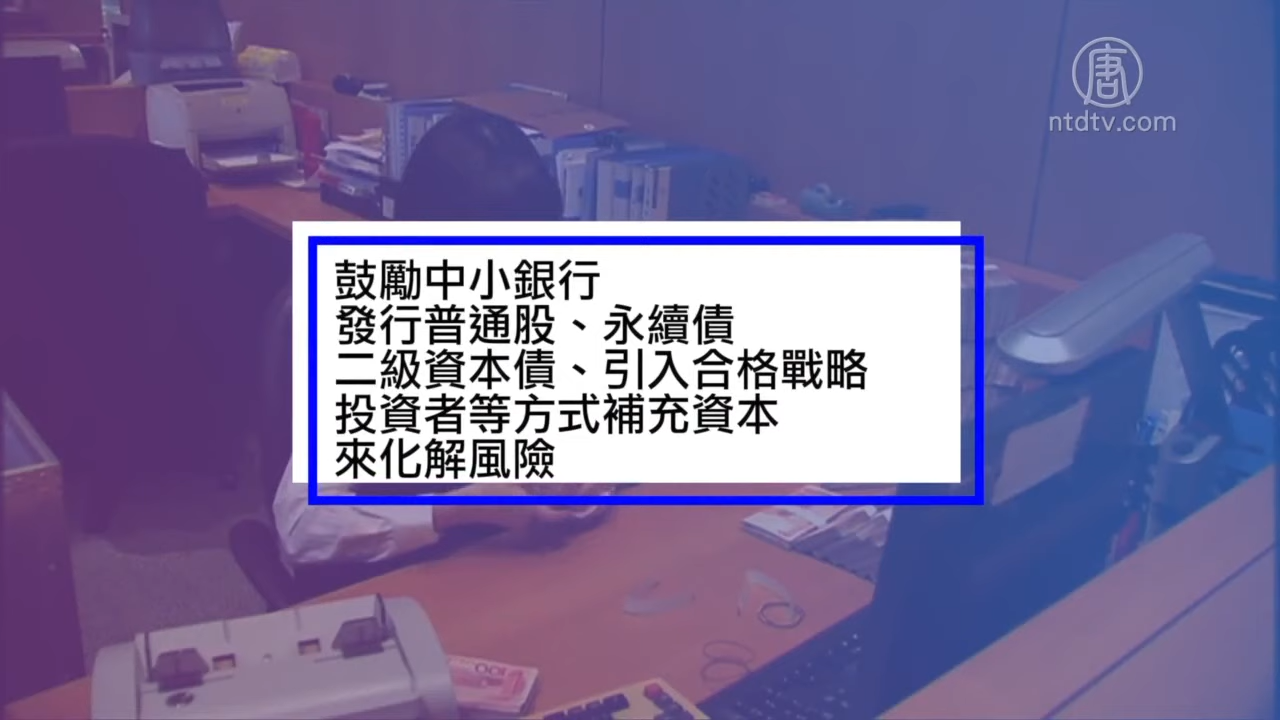 唐
ntdtv.com
鼓勵中小銀行
發行普通股、永續債
二級資本債、引入合格戰略
投資者等方式補充資本
來化解風險
100